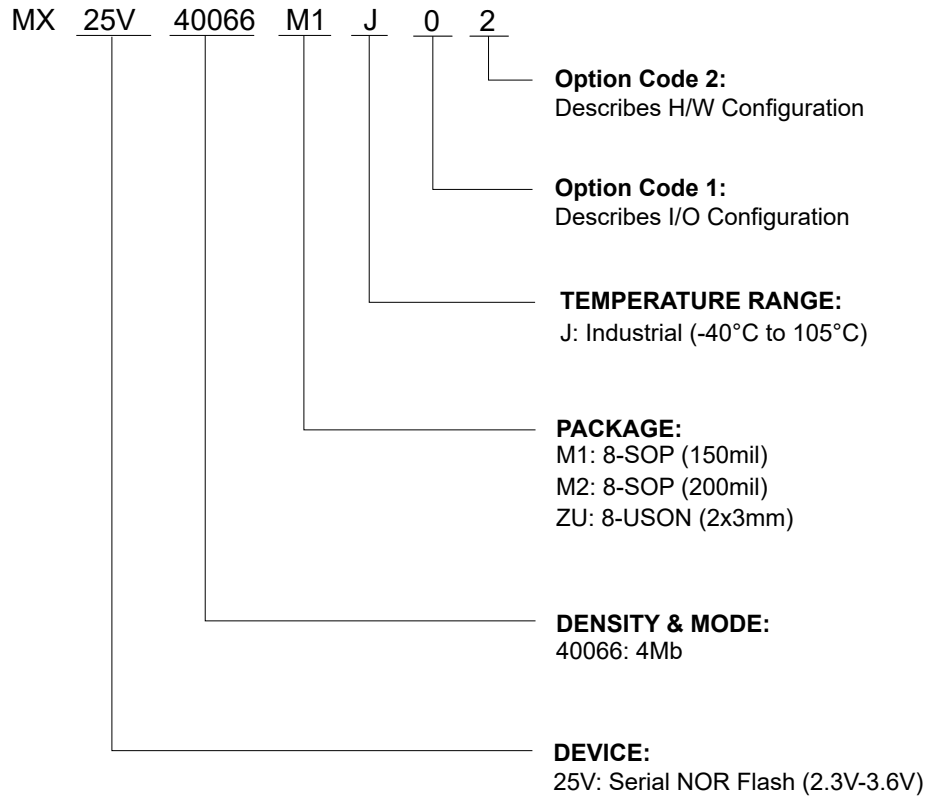 MX 25V 40066 M1 J 0 2
Option Code 2:
Describes H/W Configuration
Option Code 1:
Describes I/O Configuration
TEMPERATURE RANGE:
J: Industrial (-40°C to 105°C)
PACKAGE:
M1: 8-SOP (150mil)
M2: 8-SOP (200mil)
ZU: 8-USON (2x3mm)
DENSITY & MODE:
40066: 4Mb
DEVICE:
25V: Serial NOR Flash (2.3V-3.6V)